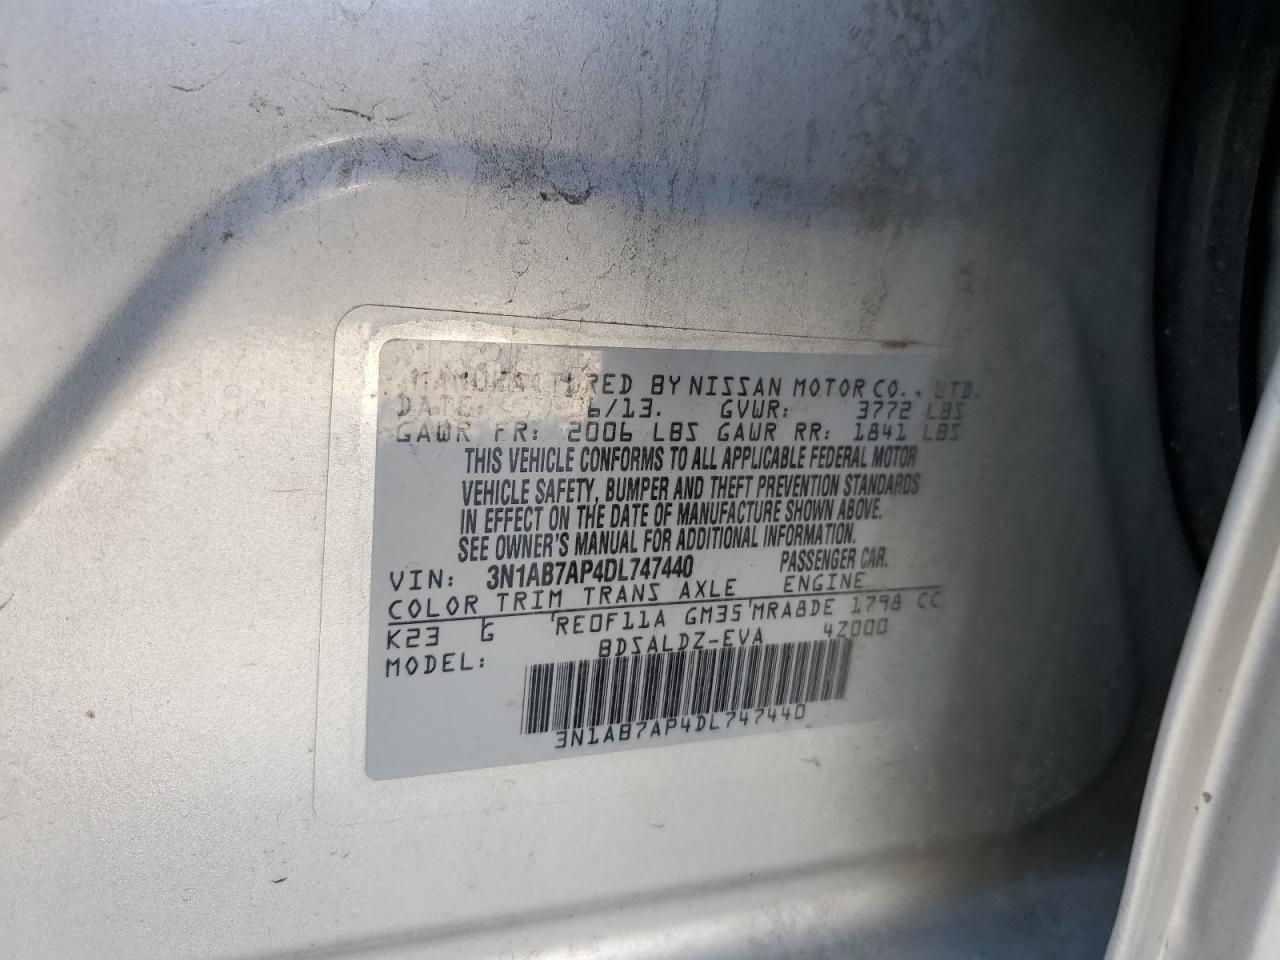 MANUFACTURED BY NISSAN MOTOR CO., LTD.
DATE: 6/13. GVWR: 3772 LBS
GAWR FR: 2006 LBS GAWR RR: 1841 LBS
THIS VEHICLE CONFORMS TO ALL APPLICABLE FEDERAL MOTOR
VEHICLE SAFETY, BUMPER AND THEFT PREVENTION STANDARDS
IN EFFECT ON THE DATE OF MANUFACTURE SHOWN ABOVE.
SEE OWNER'S MANUAL FOR ADDITIONAL INFORMATION.
VIN: 3N1AB7AP4DL747440 PASSENGER CAR.
COLOR TRIM TRANS AXLE ENGINE
K23 G RE0F11A GM35 MRA8DE 1798 CC
MODEL: BDSALDZ-EVA 4Z000
3N1AB7AP4DL747440